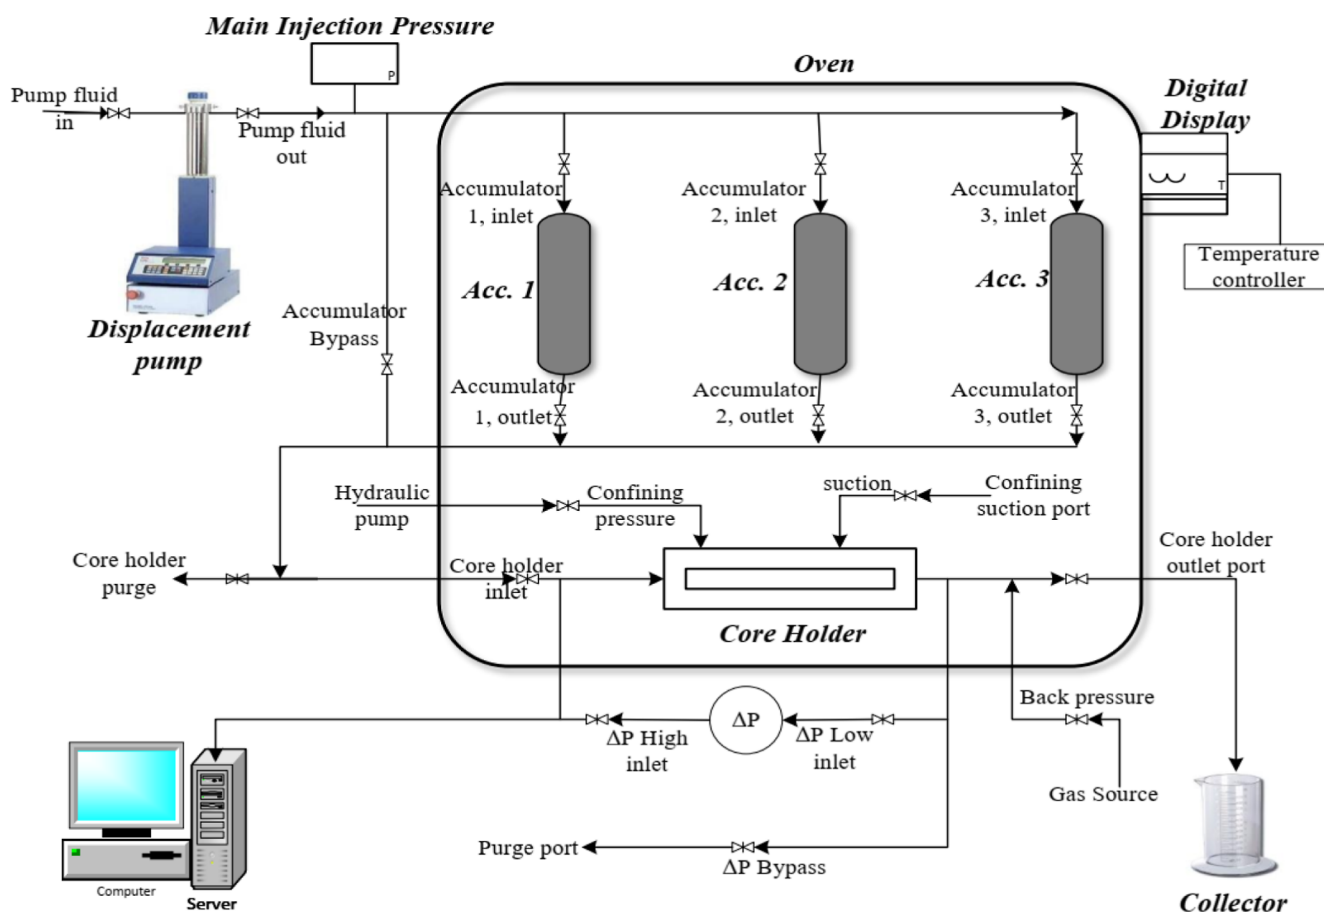 Main Injection Pressure
P
Oven
Pump fluid
in
Pump fluid
out
Digital
Display
T
Temperature
controller
Displacement
pump
Accumulator
Bypass
Accumulator
1, inlet
Accumulator
2, inlet
Accumulator
3, inlet
Acc. 1
Acc. 2
Acc. 3
Accumulator
1, outlet
Accumulator
2, outlet
Accumulator
3, outlet
Hydraulic
pump
Confining
pressure
suction
Confining
suction port
Core holder
purge
Core holder
inlet
Core holder
outlet port
Core Holder
ΔP
ΔP High
inlet
ΔP Low
inlet
Back pressure
Gas Source
Purge port
ΔP Bypass
Computer
Server
Collector